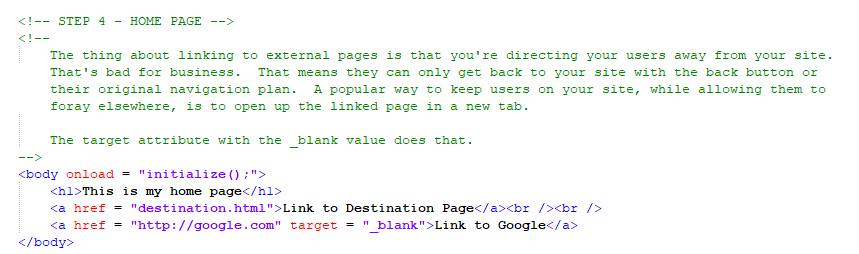 <!-- STEP 4 - HOME PAGE -->
<!--
The thing about linking to external pages is that you're directing your users away from your site.
That's bad for business.  That means they can only get back to your site with the back button or
their original navigation plan.  A popular way to keep users on your site, while allowing them to
foray elsewhere, is to open up the linked page in a new tab.
The target attribute with the _blank value does that.
-->
<body onload = "initialize();">
<h1>This is my home page</h1>
<a href = "destination.html">Link to Destination Page</a><br /><br />
<a href = "http://google.com" target = "_blank">Link to Google</a>
</body>